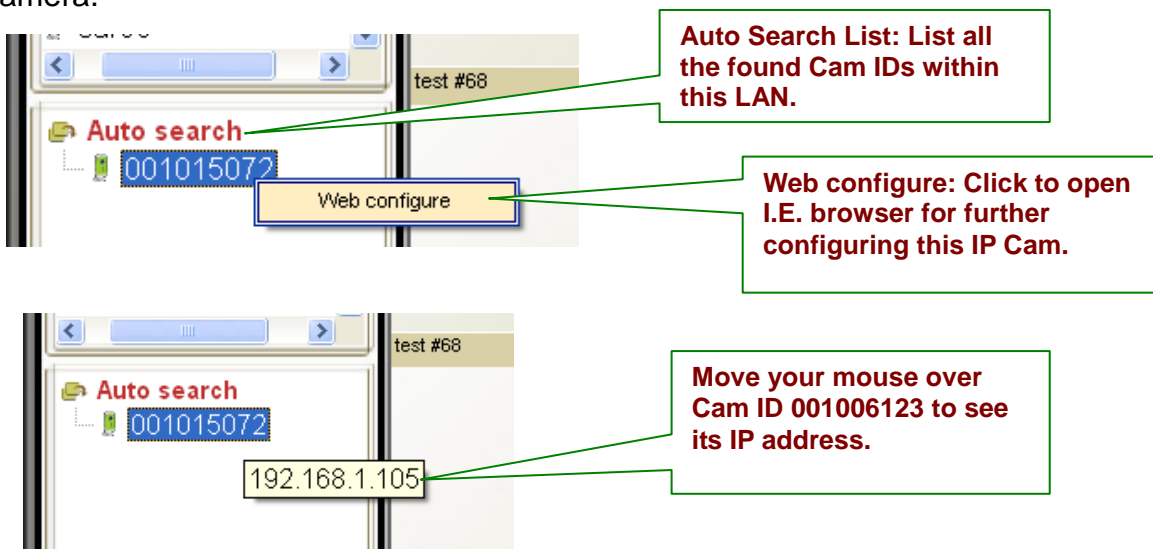 amera.
test #68
Auto Search List: List all
the found Cam IDs within
this LAN.
Auto search
001015072
Web configure
Web configure: Click to open
I.E. browser for further
configuring this IP Cam.
test #68
Auto search
001015072
192.168.1.105
Move your mouse over
Cam ID 001006123 to see
its IP address.